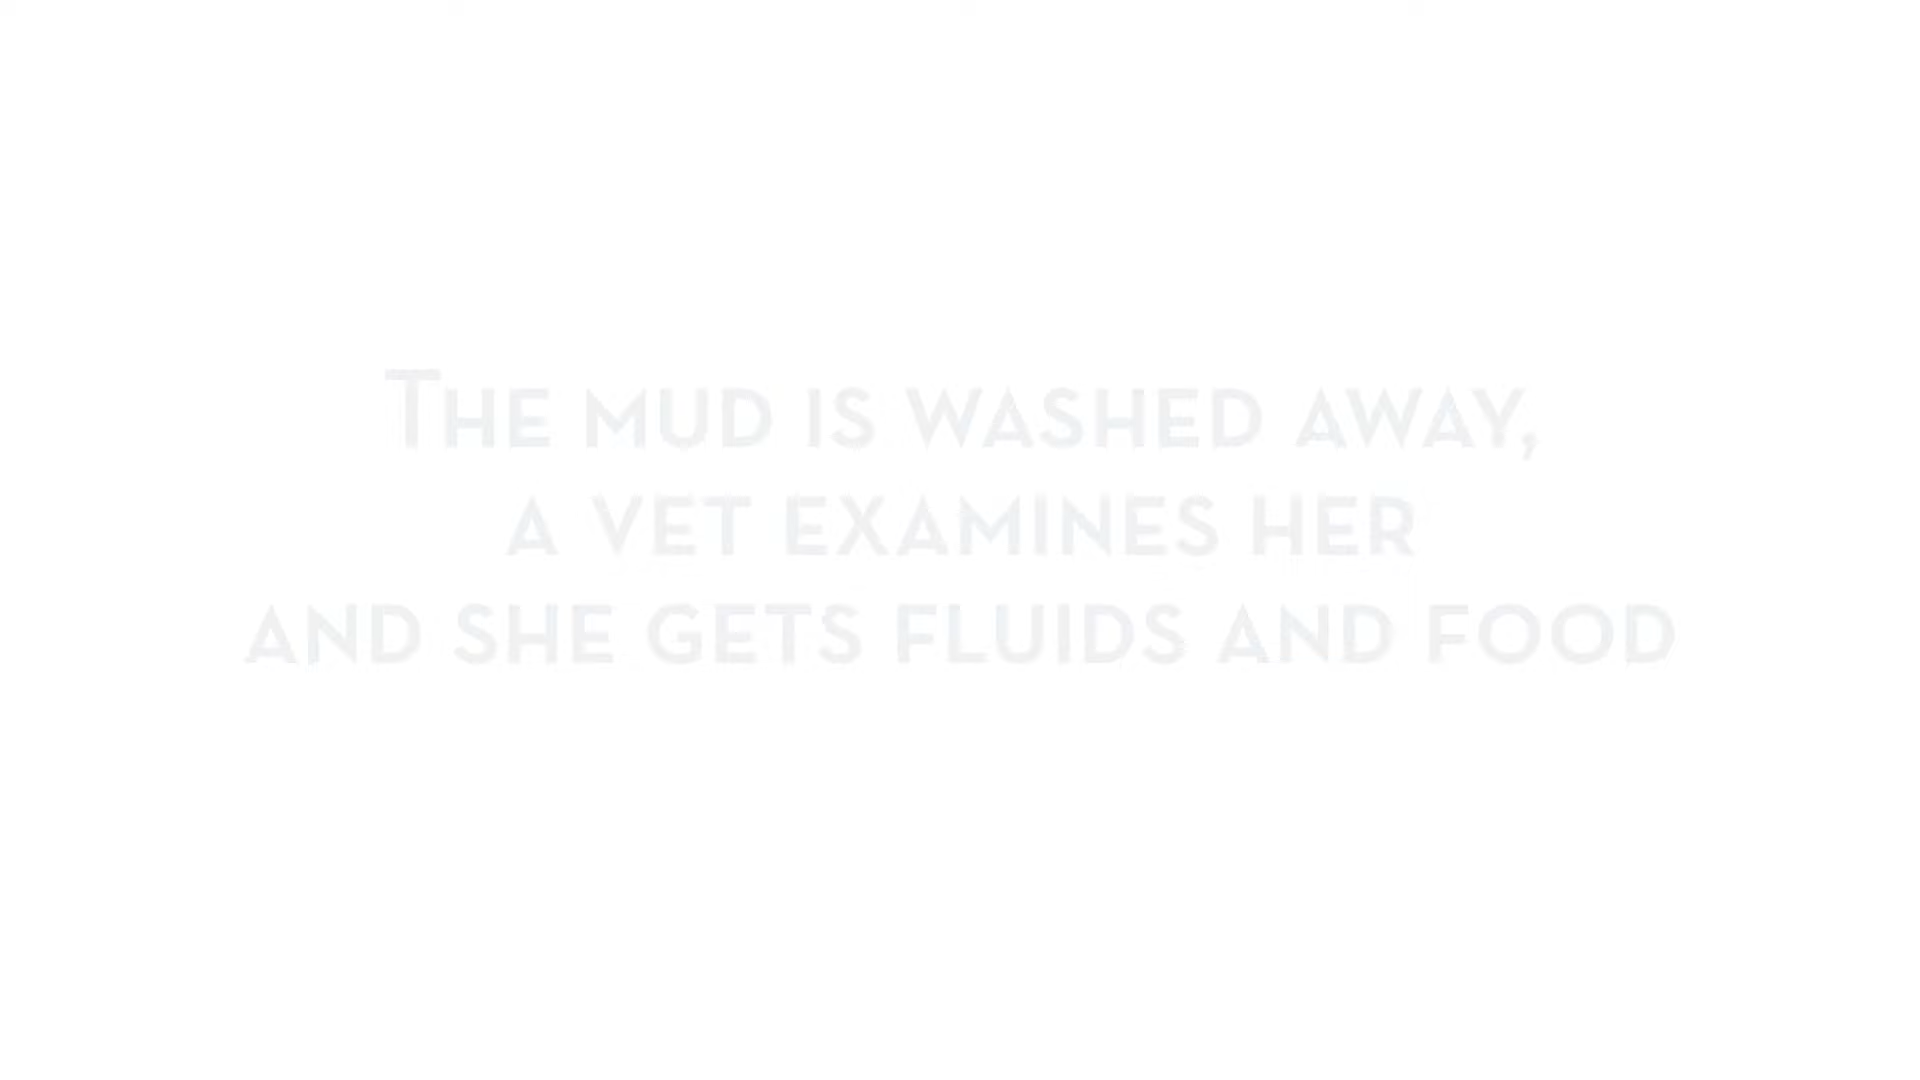 The mud is washed away,
a vet examines her
and she gets fluids and food